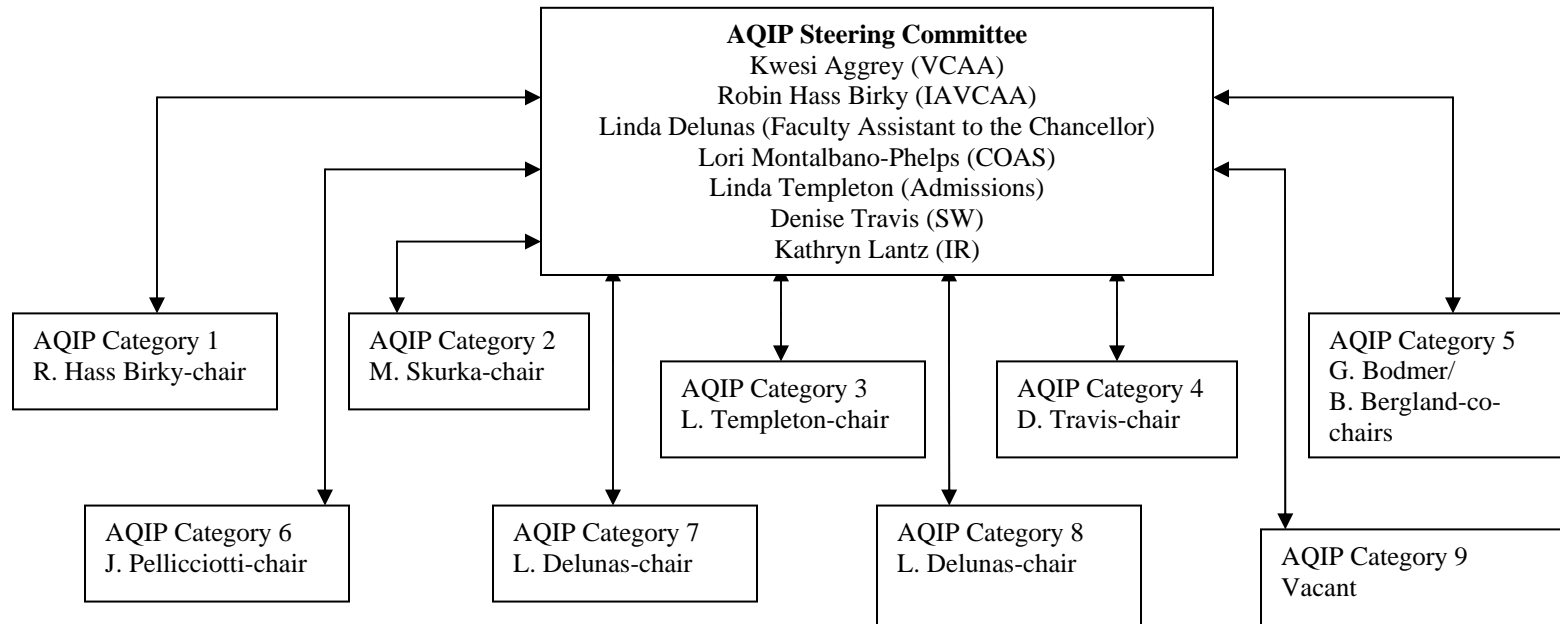 AQIP Steering Committee
Kwesi Aggrey (VCAA)
Robin Hass Birky (IAVCAA)
Linda Delunas (Faculty Assistant to the Chancellor)
Lori Montalbano-Phelps (COAS)
Linda Templeton (Admissions)
Denise Travis (SW)
Kathryn Lantz (IR)
AQIP Category 1
R. Hass Birky-chair
AQIP Category 2
M. Skurka-chair
AQIP Category 3
L. Templeton-chair
AQIP Category 4
D. Travis-chair
AQIP Category 5
G. Bodmer/
B. Bergland-co-
chairs
AQIP Category 6
J. Pellicciotti-chair
AQIP Category 7
L. Delunas-chair
AQIP Category 8
L. Delunas-chair
AQIP Category 9
Vacant